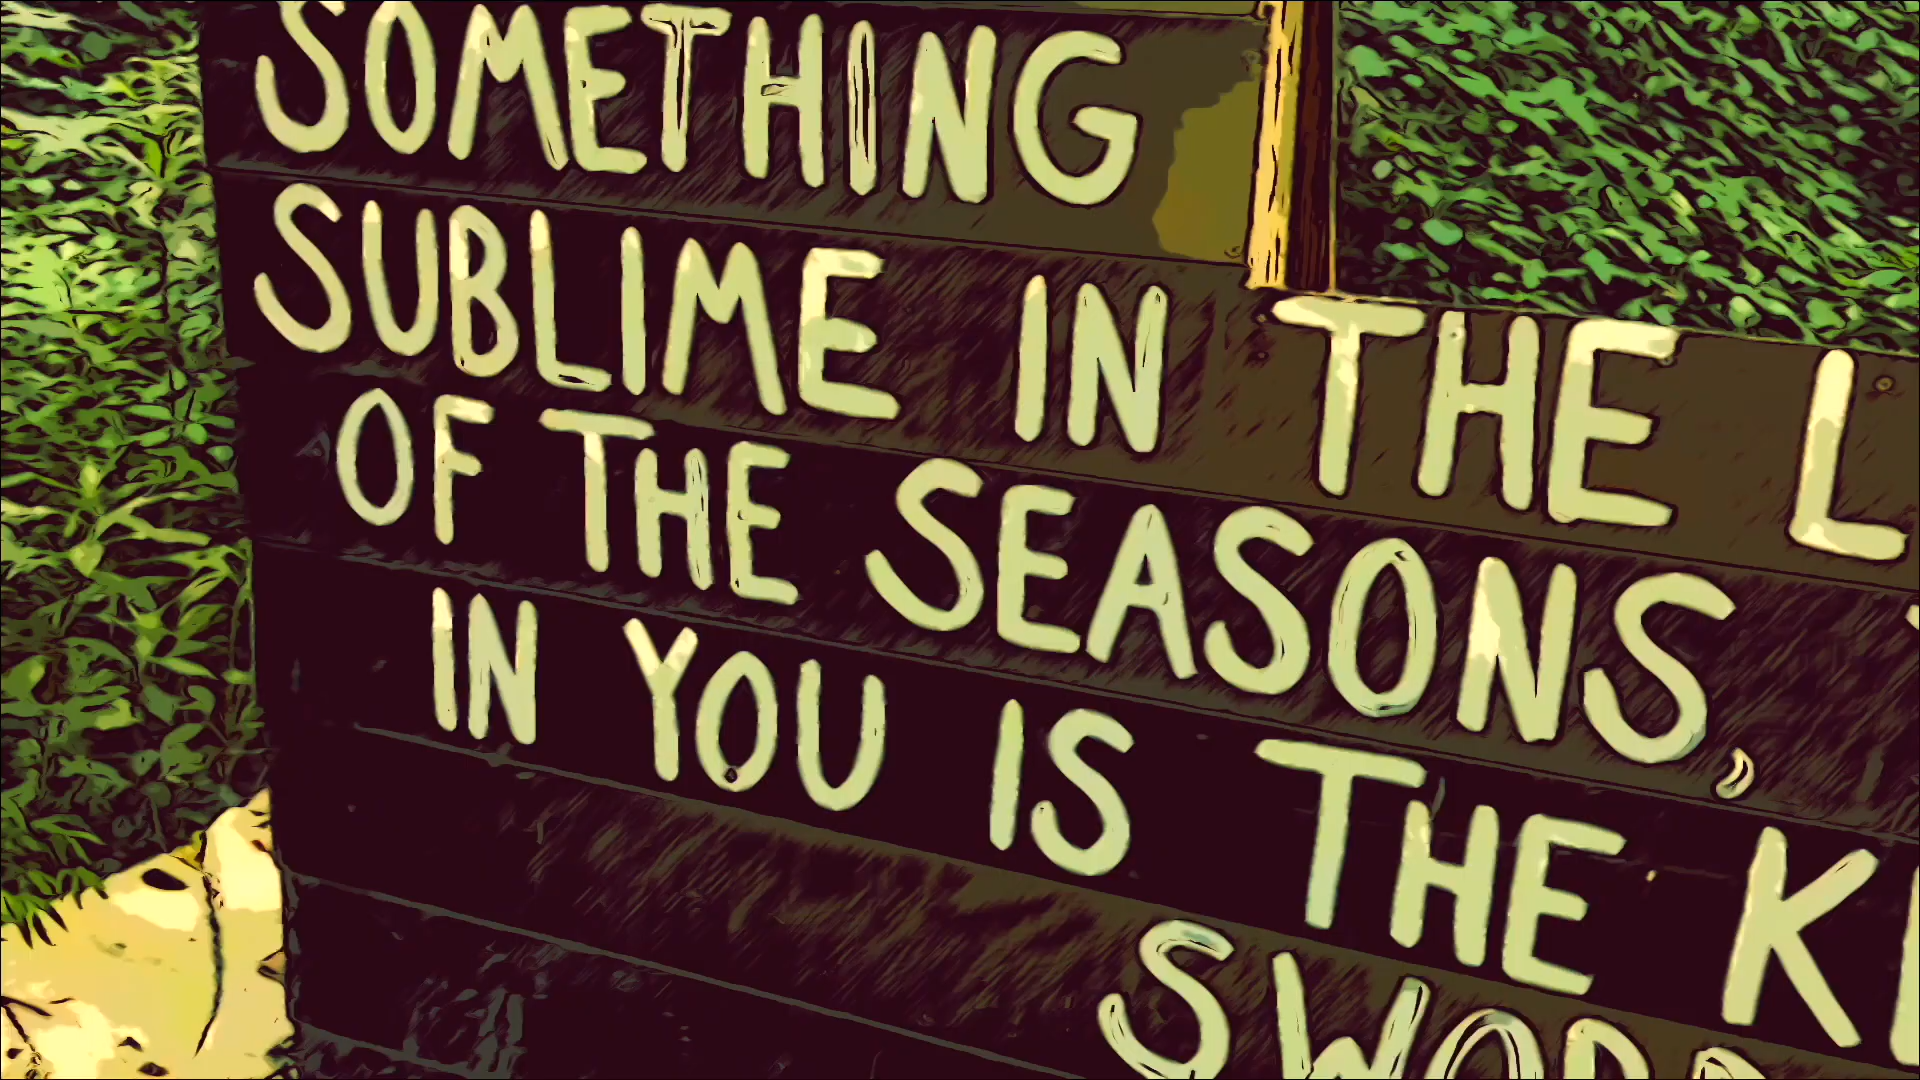 SOMETHING
SUBLIME IN THE
OF THE SEASONS,
IN YOU IS THE